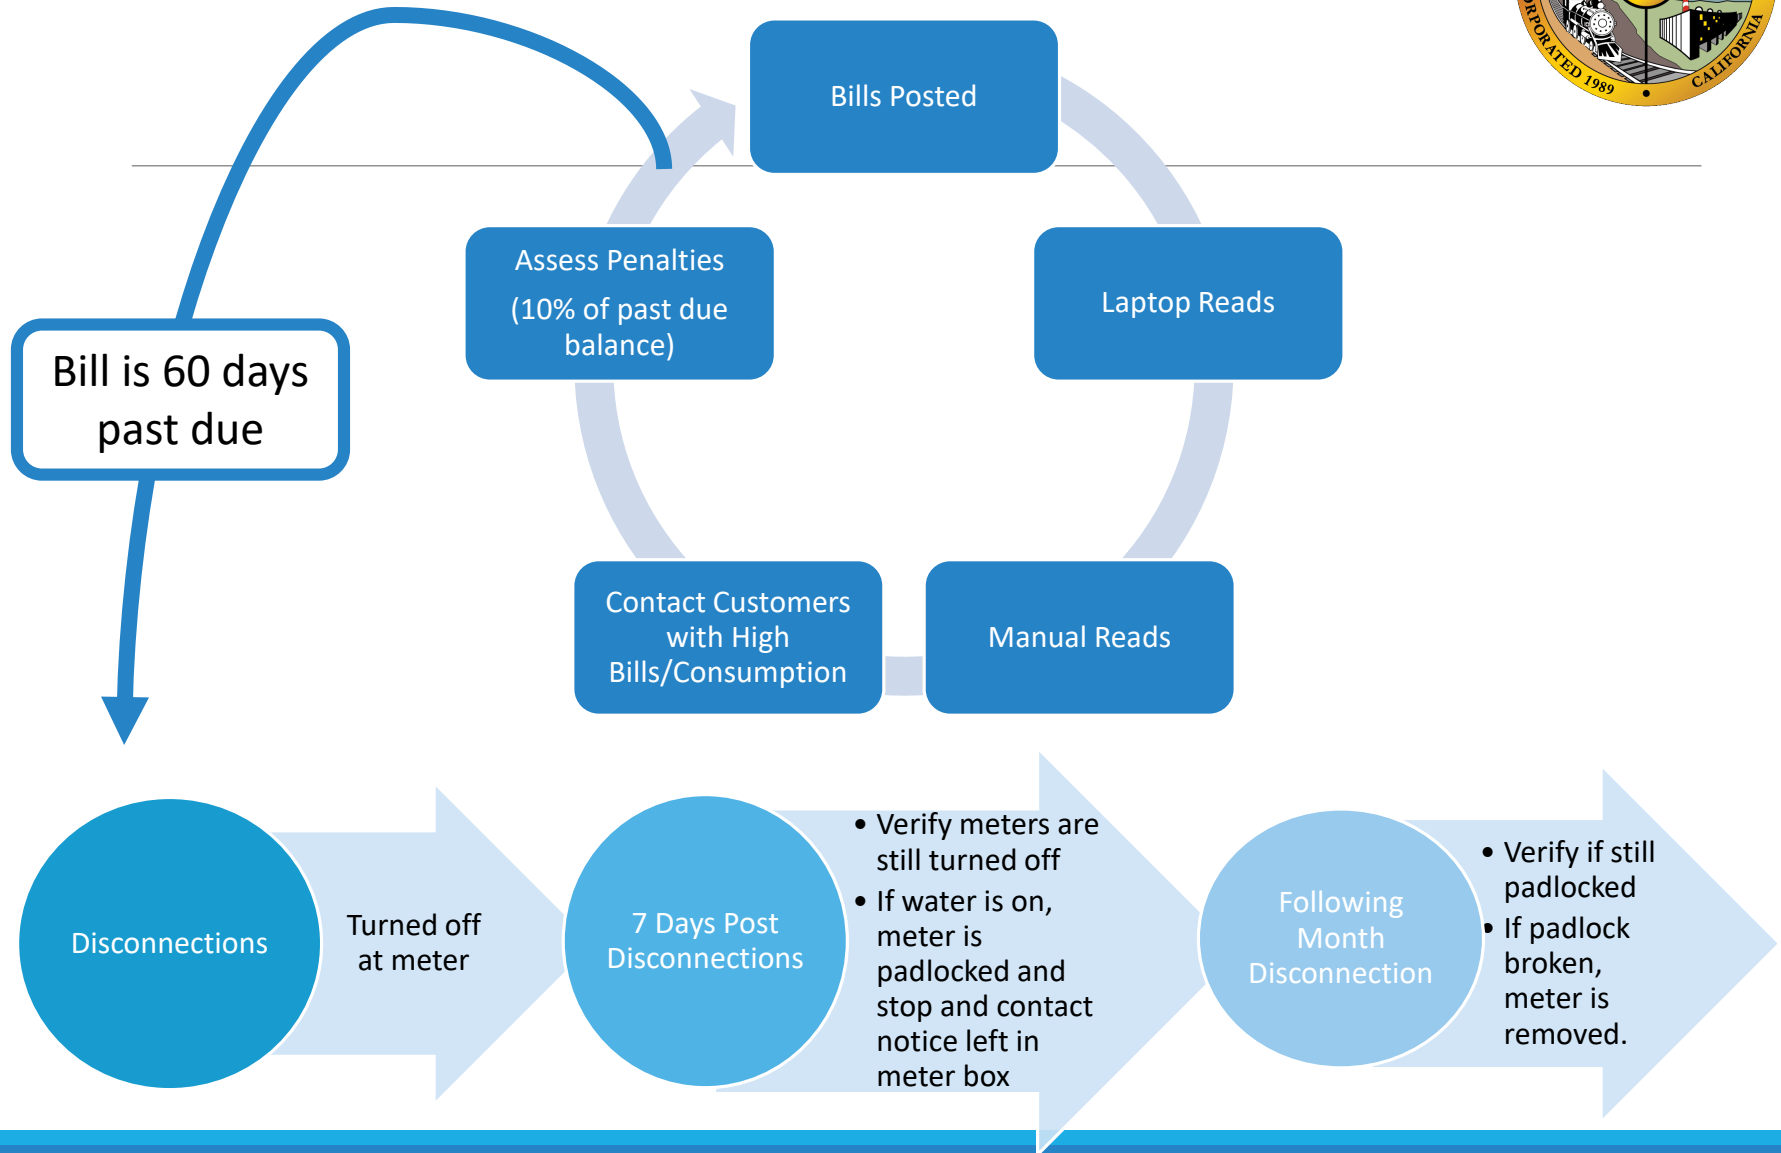 Bills Posted
Laptop Reads
Manual Reads
Contact Customers
with High
Bills/Consumption
Assess Penalties
(10% of past due
balance)
Bill is 60 days
past due
Disconnections
Turned off
at meter
7 Days Post
Disconnections
• Verify meters are
still turned off
• If water is on,
meter is
padlocked and
stop and contact
notice left in
meter box
Following
Month
Disconnection
• Verify if still
padlocked
• If padlock
broken,
meter is
removed.
1989
CALIFORNIA